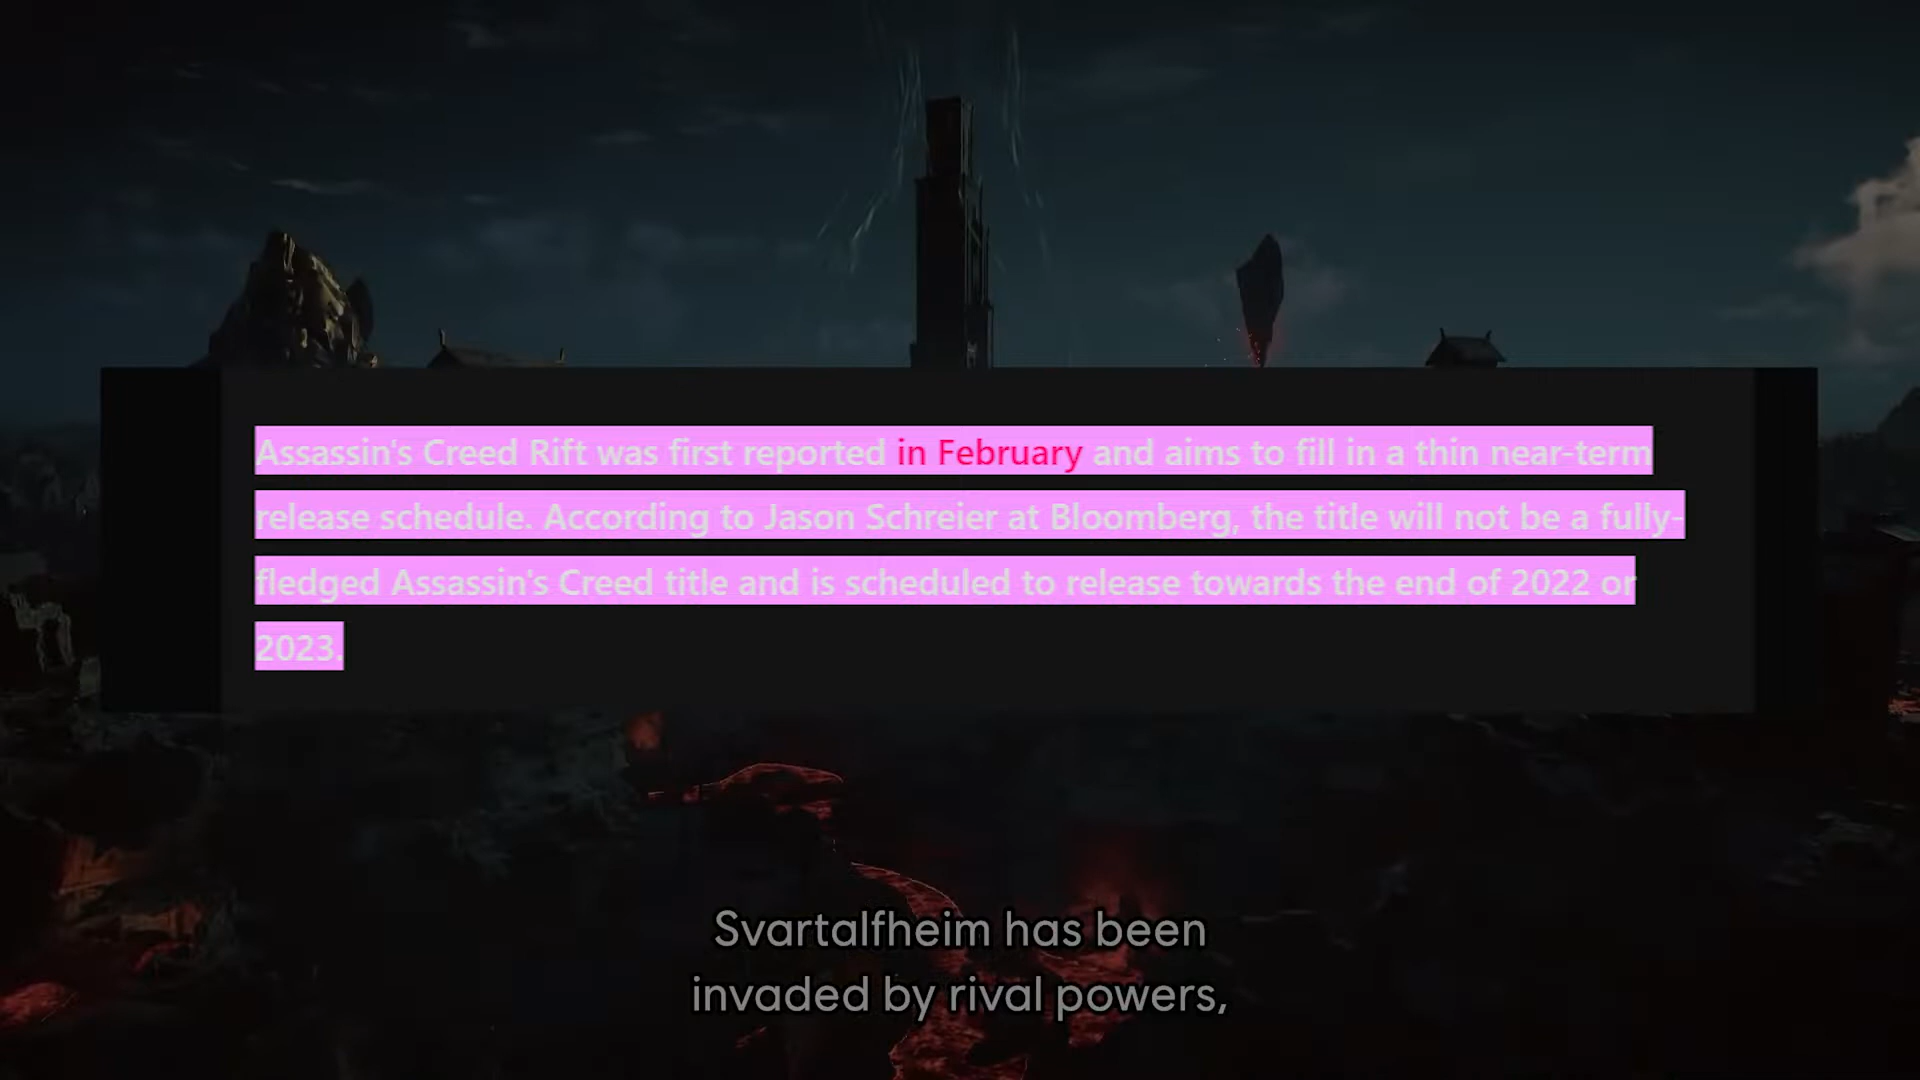 Assassin's Creed Rift was first reported in February and aims to fill in a thin near-term
release schedule. According to Jason Schreier at Bloomberg, the title will not be a fully-
fledged Assassin's Creed title and is scheduled to release towards the end of 2022 or
2023.
Svartalfheim has been
invaded by rival powers,